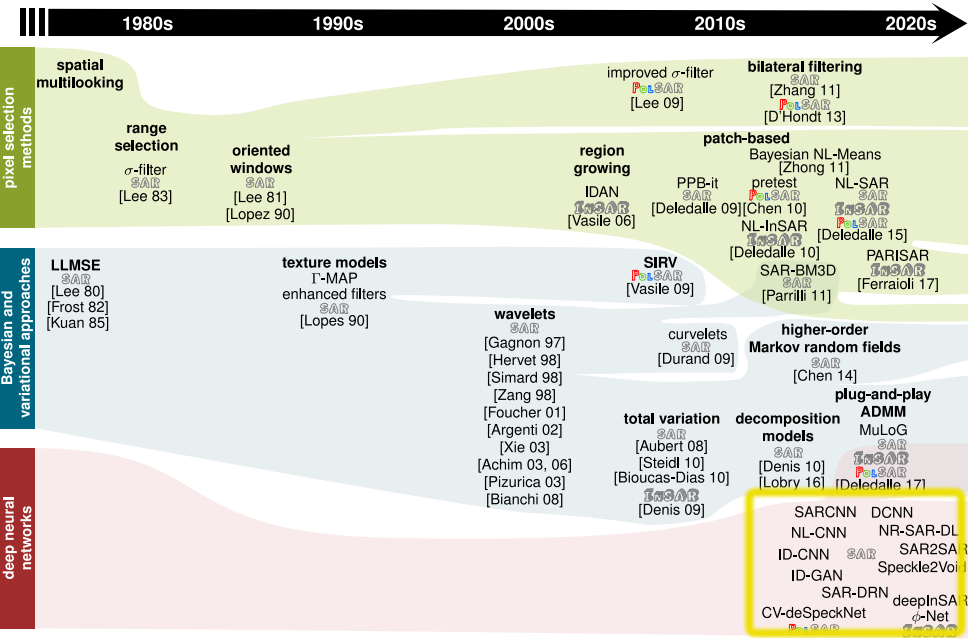 1980s 1990s 2000s 2010s 2020s
pixel selection
methods
spatial
multilooking
range
selection
σ-filter
SAR
[Lee 83]
oriented
windows
SAR
[Lee 81]
[Lopez 90]
region
growing
IDAN
InSAR
[Vasile 06]
improved σ-filter
PolSAR
[Lee 09]
bilateral filtering
SAR
[Zhang 11]
PolSAR
[D'Hondt 13]
patch-based
Bayesian NL-Means
[Zhong 11]
PPB-it
SAR
[Deledalle 09]
pretest
PolSAR
[Chen 10]
NL-InSAR
InSAR
[Deledalle 10]
SAR-BM3D
SAR
[Parrilli 11]
NL-SAR
SAR
InSAR
PolSAR
[Deledalle 15]
PARISAR
InSAR
[Ferraioli 17]
Bayesian and
variational approaches
LLMSE
SAR
[Lee 80]
[Frost 82]
[Kuan 85]
texture models
Γ-MAP
enhanced filters
SAR
[Lopes 90]
SIRV
PolSAR
[Vasile 09]
wavelets
SAR
[Gagnon 97]
[Hervet 98]
[Simard 98]
[Zang 98]
[Foucher 01]
[Argenti 02]
[Xie 03]
[Achim 03, 06]
[Pizurica 03]
[Bianchi 08]
curvelets
SAR
[Durand 09]
higher-order
Markov random fields
SAR
[Chen 14]
total variation
SAR
[Aubert 08]
[Steidl 10]
[Bioucas-Dias 10]
InSAR
[Denis 09]
decomposition
models
SAR
[Denis 10]
[Lobry 16]
plug-and-play
ADMM
MuLoG
SAR
InSAR
PolSAR
[Deledalle 17]
deep neural
networks
SARCNN DCNN
NL-CNN NR-SAR-DL
ID-CNN SAR SAR2SAR
Speckle2Void
ID-GAN
SAR-DRN
deepInSAR
CV-deSpeckNet ϕ-Net
PolSAR InSAR